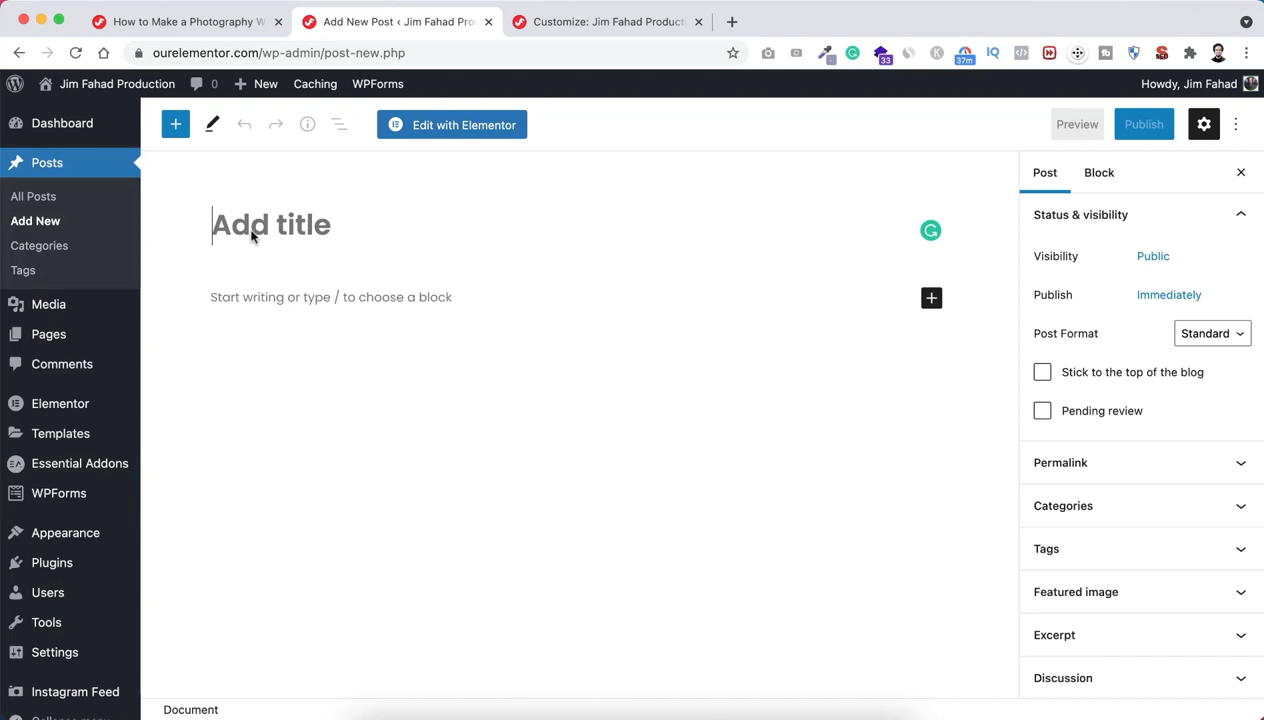 How to Make a Photography W
Add New Post ‹ Jim Fahad Pro
Customize: Jim Fahad Product
ourelementor.com/wp-admin/post-new.php
33
37m
IQ
Jim Fahad Production
0
New
Caching
WPForms
Howdy, Jim Fahad
Dashboard
Posts
All Posts
Add New
Categories
Tags
Media
Pages
Comments
Elementor
Templates
Essential Addons
WPForms
Appearance
Plugins
Users
Tools
Settings
Instagram Feed
Collapse menu
Edit with Elementor
Preview
Publish
Add title
Start writing or type / to choose a block
Post
Block
Status & visibility
Visibility
Public
Publish
Immediately
Post Format
Standard
Stick to the top of the blog
Pending review
Permalink
Categories
Tags
Featured image
Excerpt
Discussion
Document